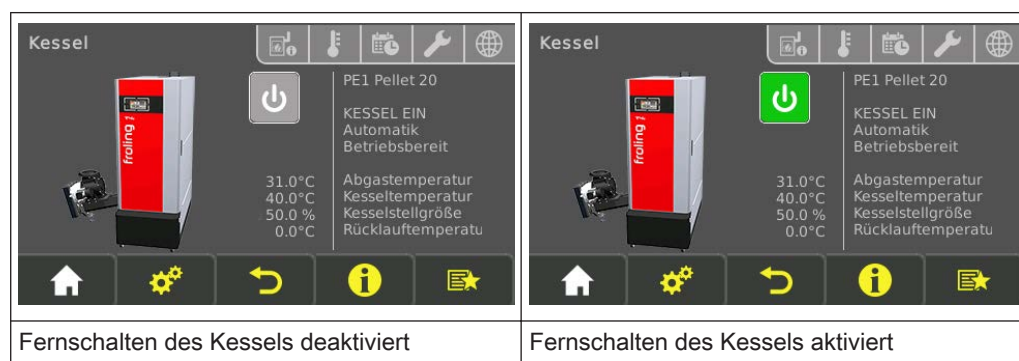 Kessel
PE1 Pellet 20
KESSEL EIN
Automatik
Betriebsbereit
froling
31.0°C Abgastemperatur
40.0°C Kesseltemperatur
50.0 % Kesselstellgröße
0.0°C Rücklauftemperatu
Fernschalten des Kessels deaktiviert
Kessel
PE1 Pellet 20
KESSEL EIN
Automatik
Betriebsbereit
froling
31.0°C Abgastemperatur
40.0°C Kesseltemperatur
50.0 % Kesselstellgröße
0.0°C Rücklauftemperatu
Fernschalten des Kessels aktiviert